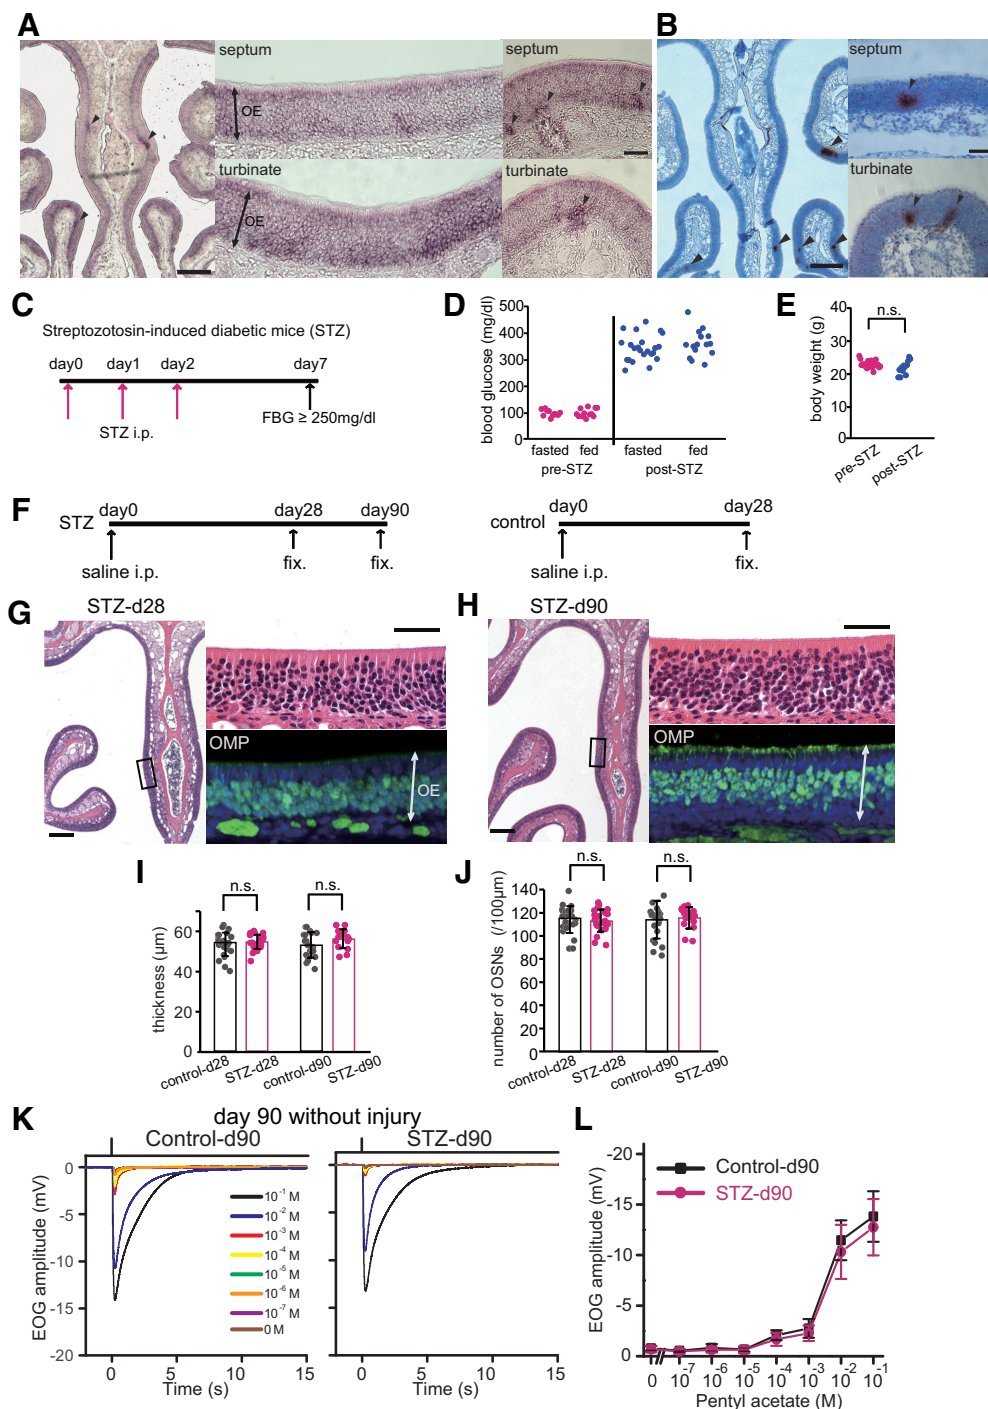 A
B
septum
septum
septum
OE
turbinate
turbinate
turbinate
OE
C
Streptozotosin-induced diabetic mice (STZ)
day0 day1 day2 day7
STZ i.p.
FBG ≥ 250mg/dl
D
blood glucose (mg/dl)
500
400
300
200
100
0
fasted fed fasted fed
pre-STZ post-STZ
E
n.s.
body weight (g)
40
30
20
10
0
pre-STZ post-STZ
F
STZ day0 day28 day90
saline i.p. fix. fix.
control day0 day28
saline i.p. fix.
G
STZ-d28
OMP
OE
H
STZ-d90
OMP
I
n.s. n.s.
thickness (µm)
60
40
20
0
control-d28 STZ-d28 control-d90 STZ-d90
J
n.s. n.s.
number of OSNs (/100µm)
140
120
100
80
60
40
20
0
control-d28 STZ-d28 control-d90 STZ-d90
K
day 90 without injury
Control-d90 STZ-d90
EOG amplitude (mV)
0
-5
-10
-15
-20
10⁻¹ M
10⁻² M
10⁻³ M
10⁻⁴ M
10⁻⁵ M
10⁻⁶ M
10⁻⁷ M
0 M
0 5 10 15
Time (s)
0 5 10 15
Time (s)
L
Control-d90
STZ-d90
EOG amplitude (mV)
-20
-15
-10
-5
0
0 10⁻⁷ 10⁻⁶ 10⁻⁵ 10⁻⁴ 10⁻³ 10⁻² 10⁻¹
Pentyl acetate (M)